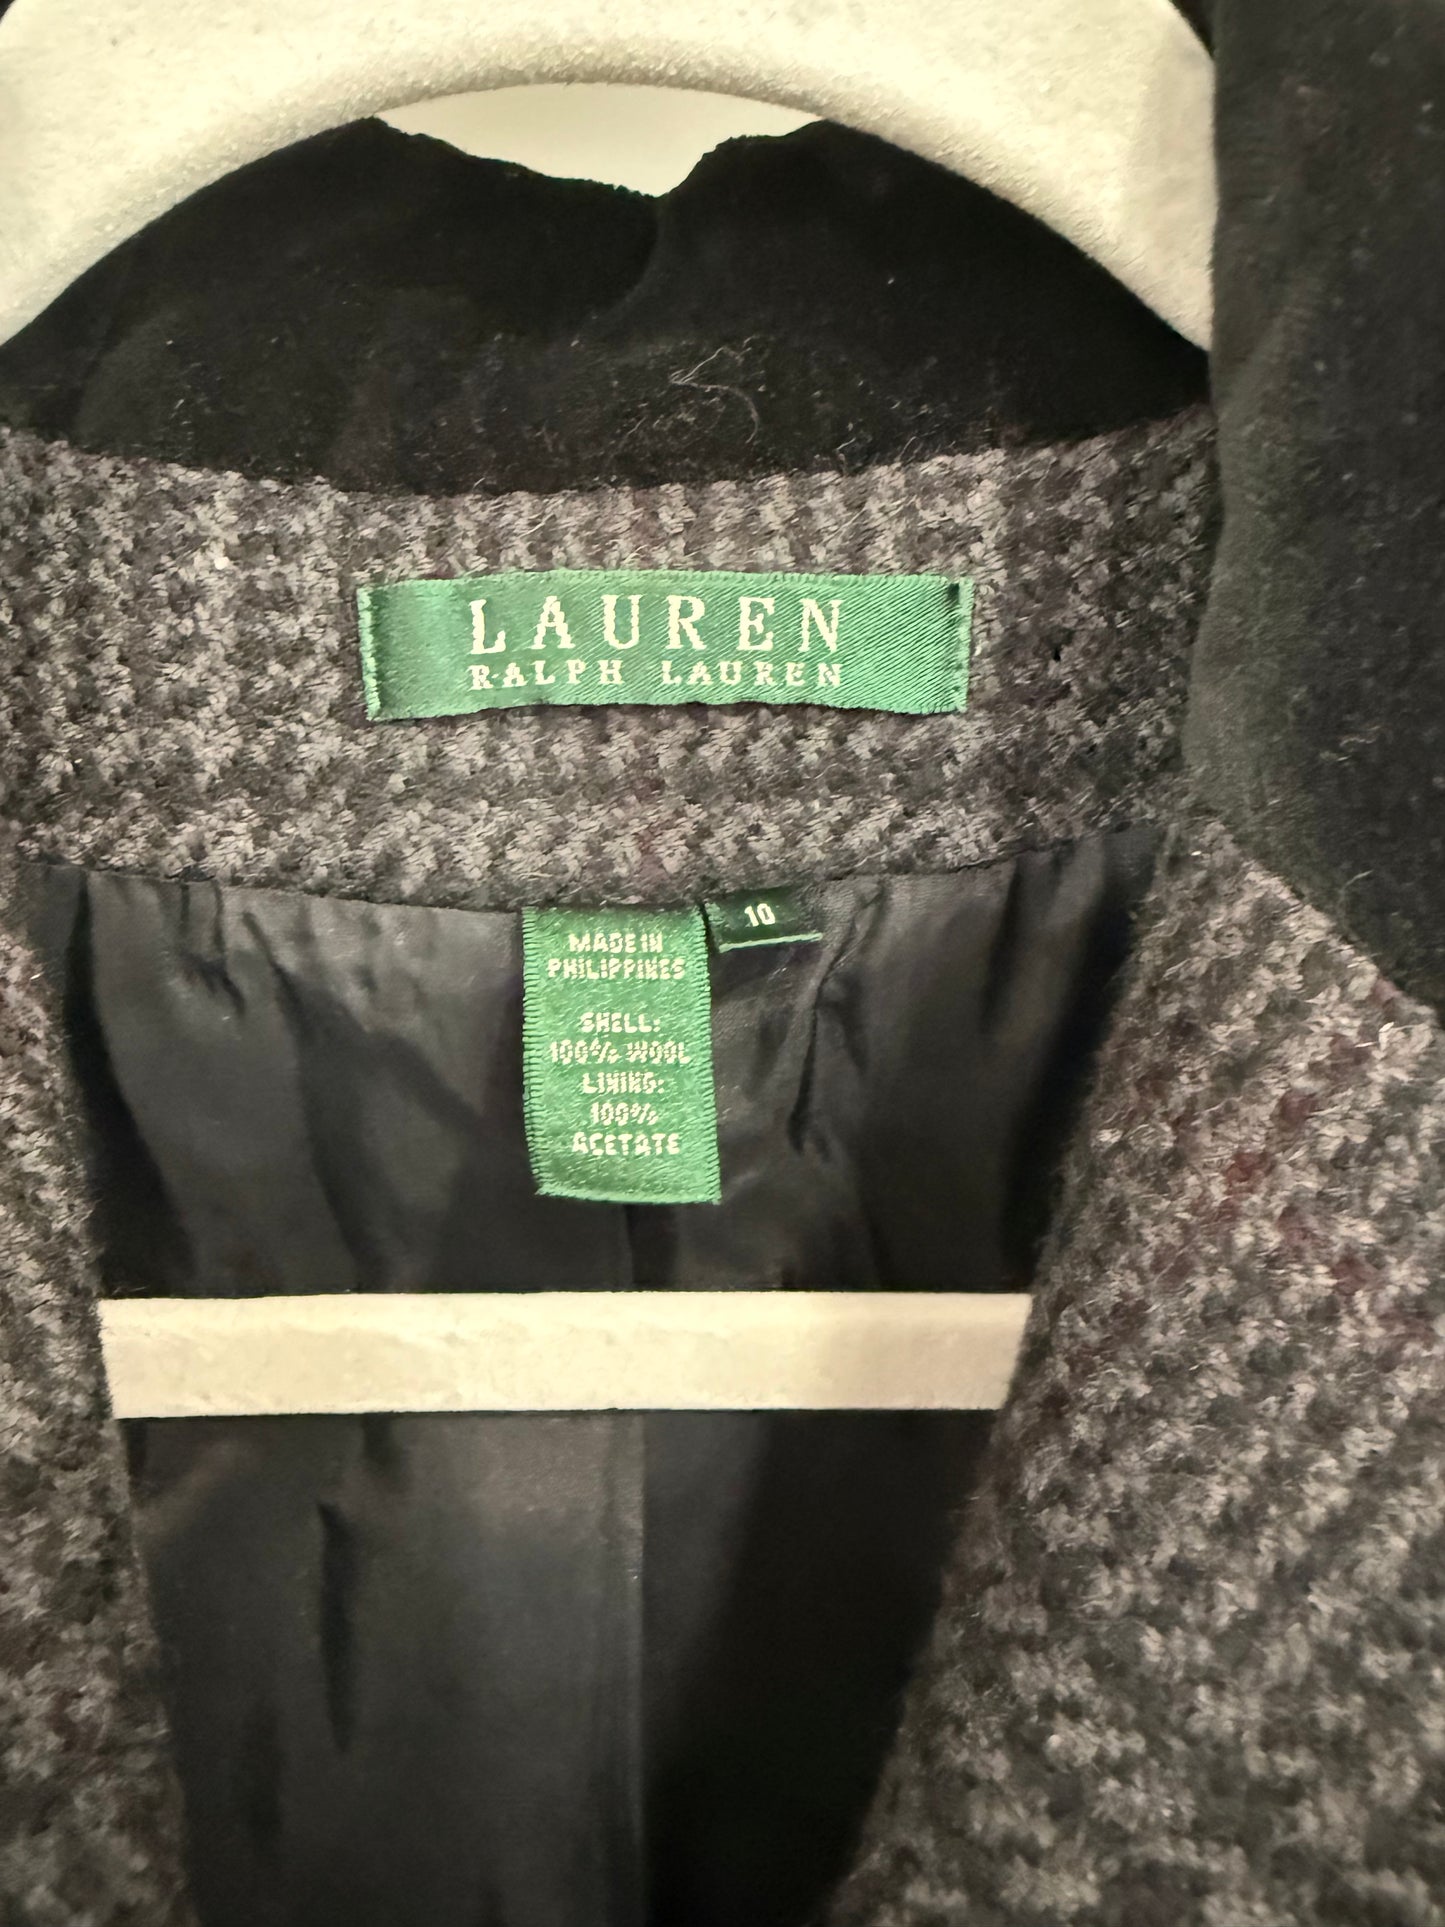 LAUREN
RALPH LAUREN
10
MADE IN
PHILIPPINES
SHELL:
100% WOOL
LINING:
100%
ACETATE